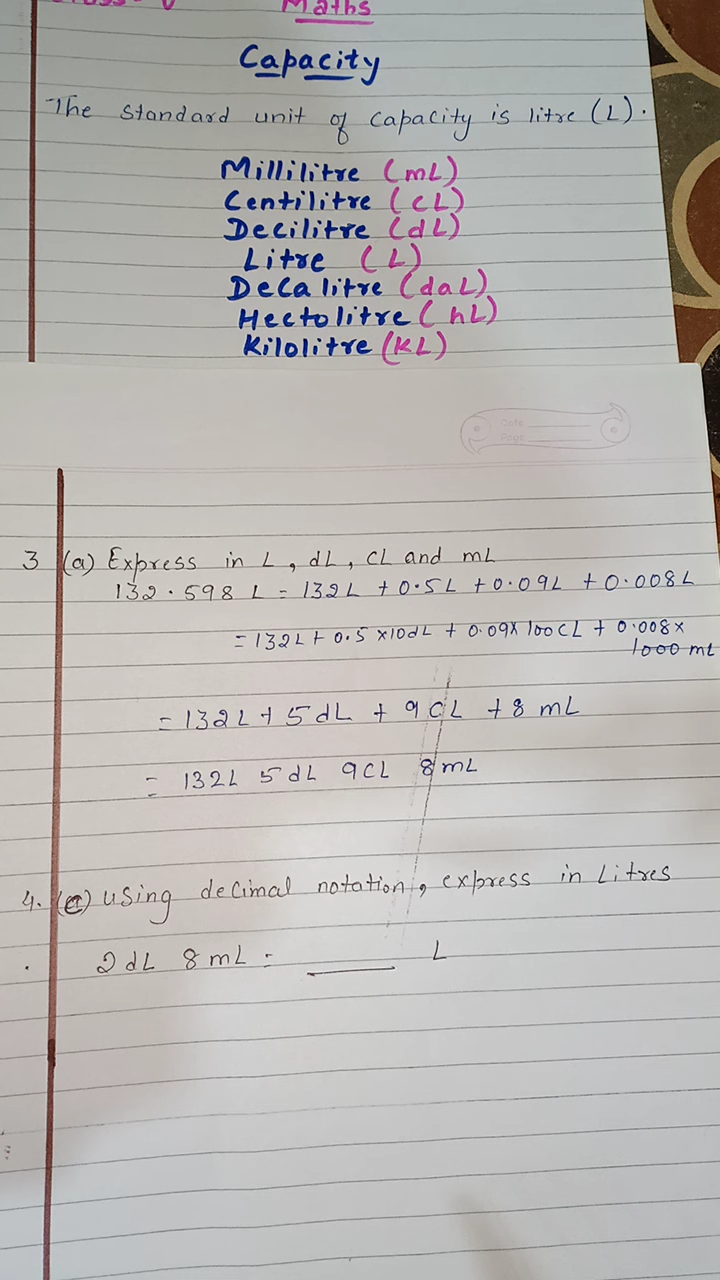 Maths
Capacity
The standard unit of capacity is litre (L).
Millilitre (mL)
Centilitre (cL)
Decilitre (dL)
Litre (L)
Decalitre (daL)
Hectolitre (hL)
Kilolitre (KL)
Date
Page
3 (a) Express in L, dL, CL and mL
132.598 L = 132L + 0.5L + 0.09L + 0.008L
= 132L + 0.5 x10dL + 0.09x 100CL + 0.008x
1000 mL
= 132L + 5dL + 9CL + 8 mL
= 132L 5dL 9CL 8mL
4. (a) using decimal notation, express in Litres
2dL 8mL = ____ L